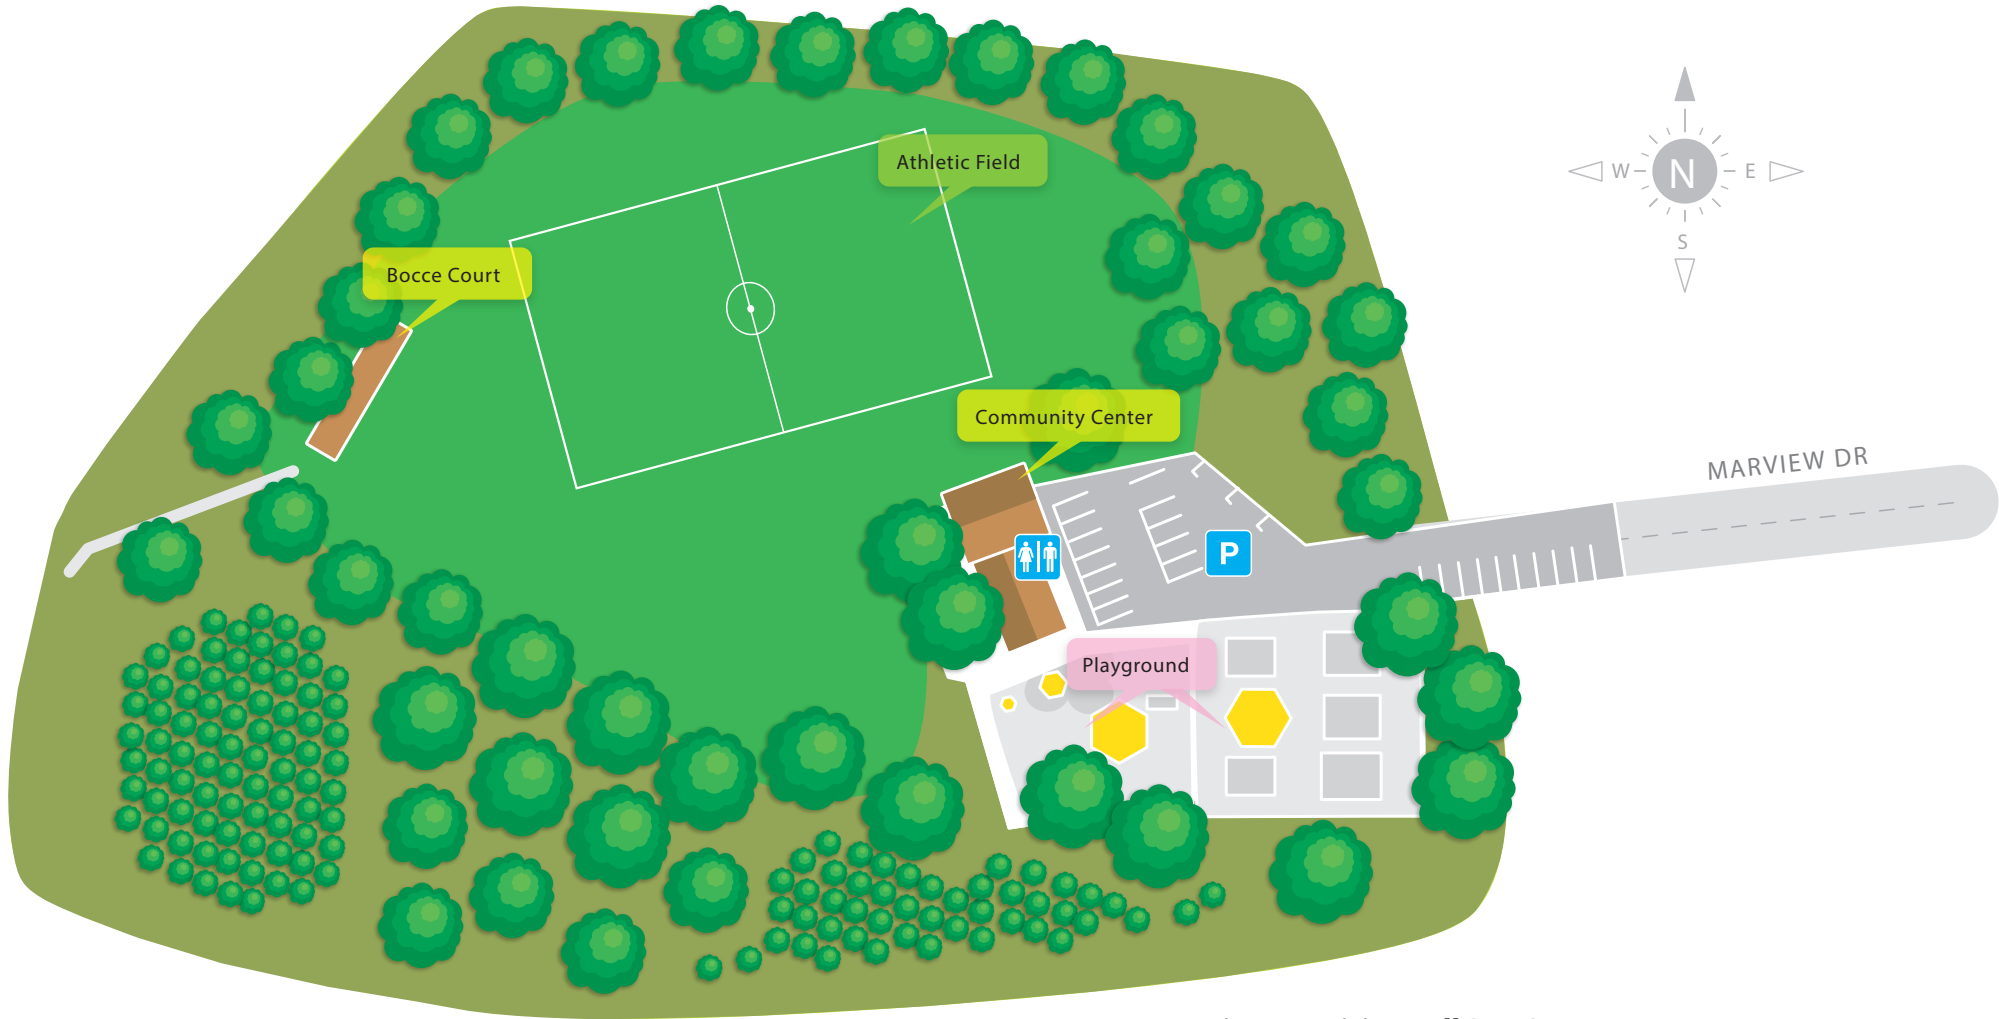 Athletic Field
N
W
E
S
Bocce Court
Community Center
MARVIEW DR
P
Playground